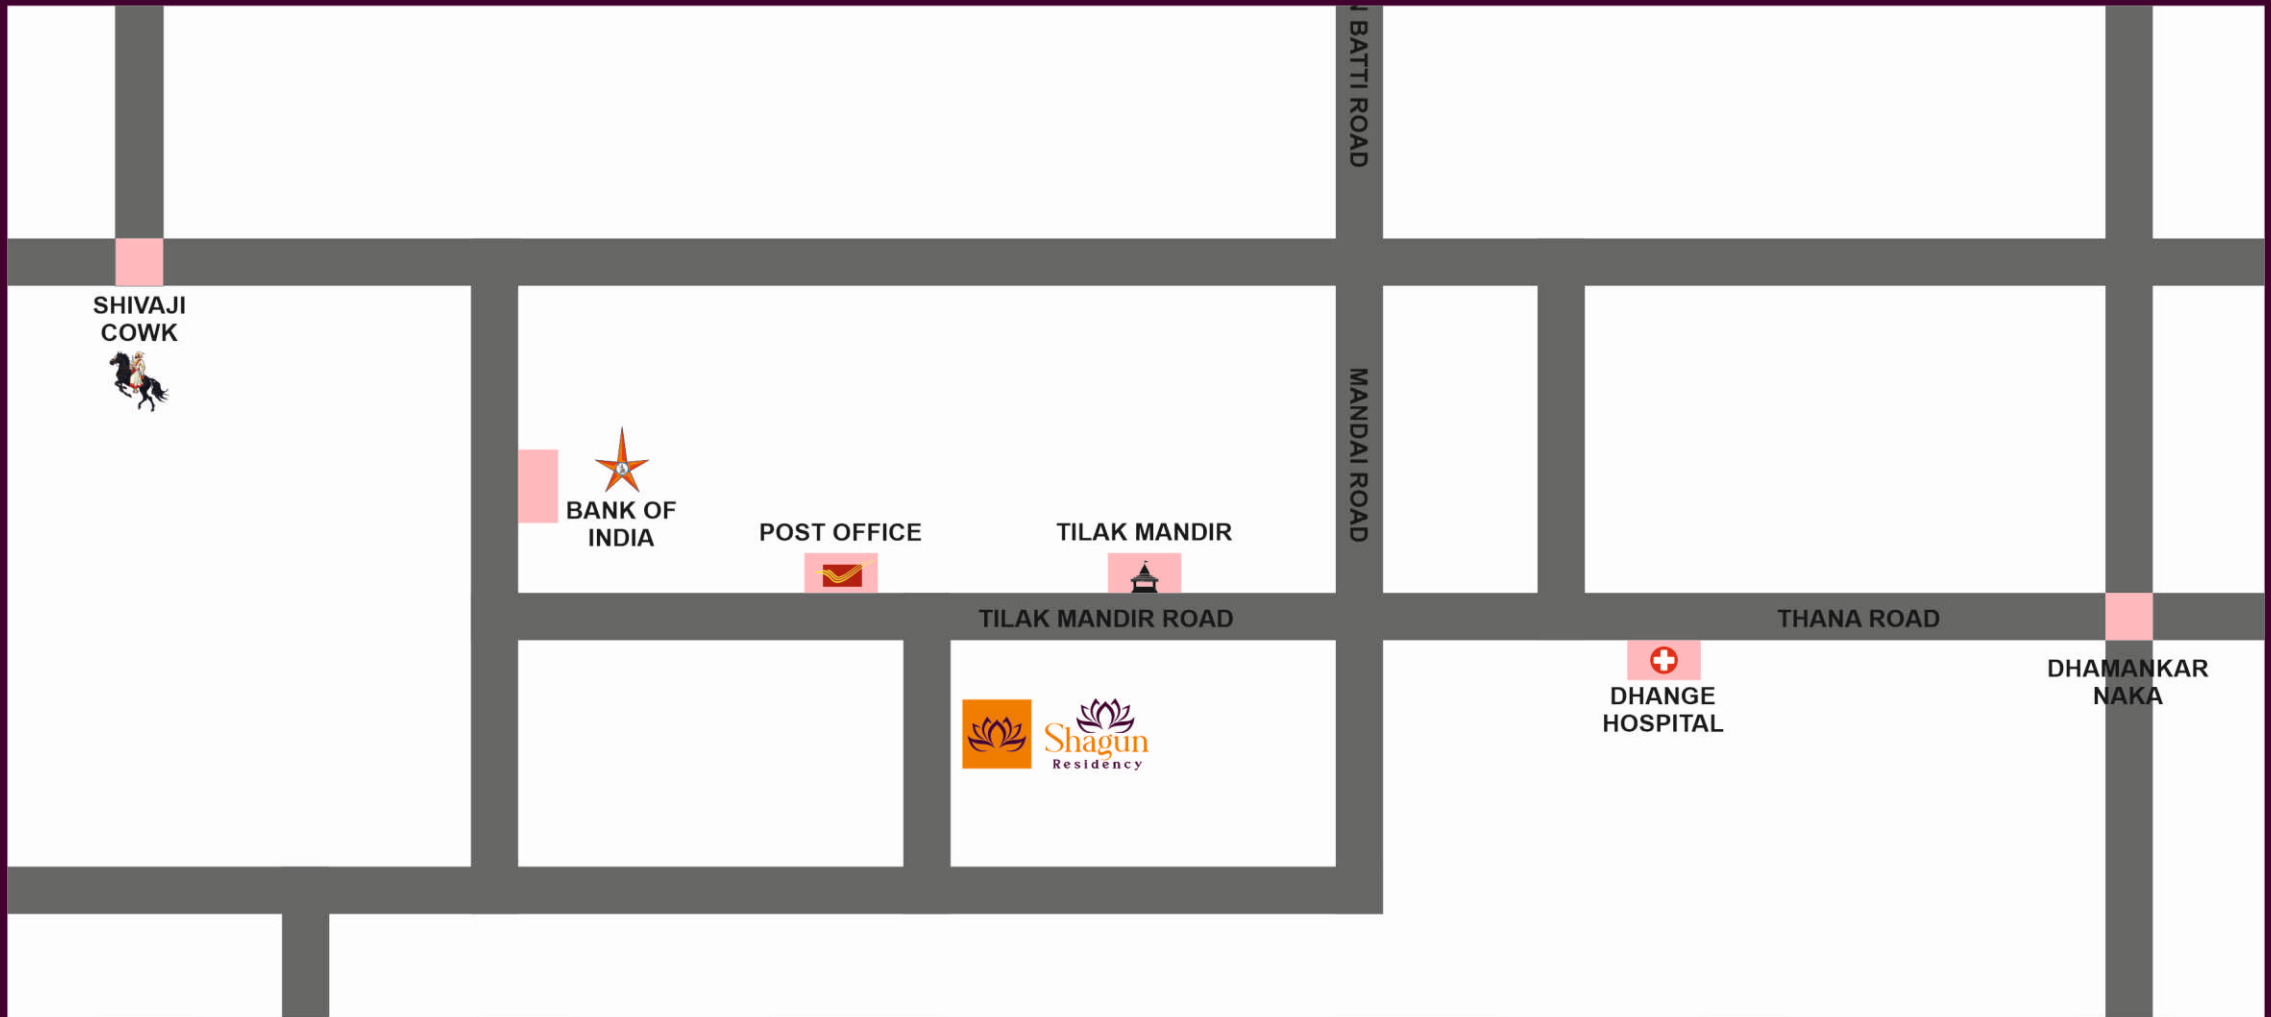 BATTI ROAD
SHIVAJI
COWK
MANDAI ROAD
BANK OF
INDIA
POST OFFICE
TILAK MANDIR
TILAK MANDIR ROAD
THANA ROAD
DHANGE
HOSPITAL
DHAMANKAR
NAKA
Shagun
Residency